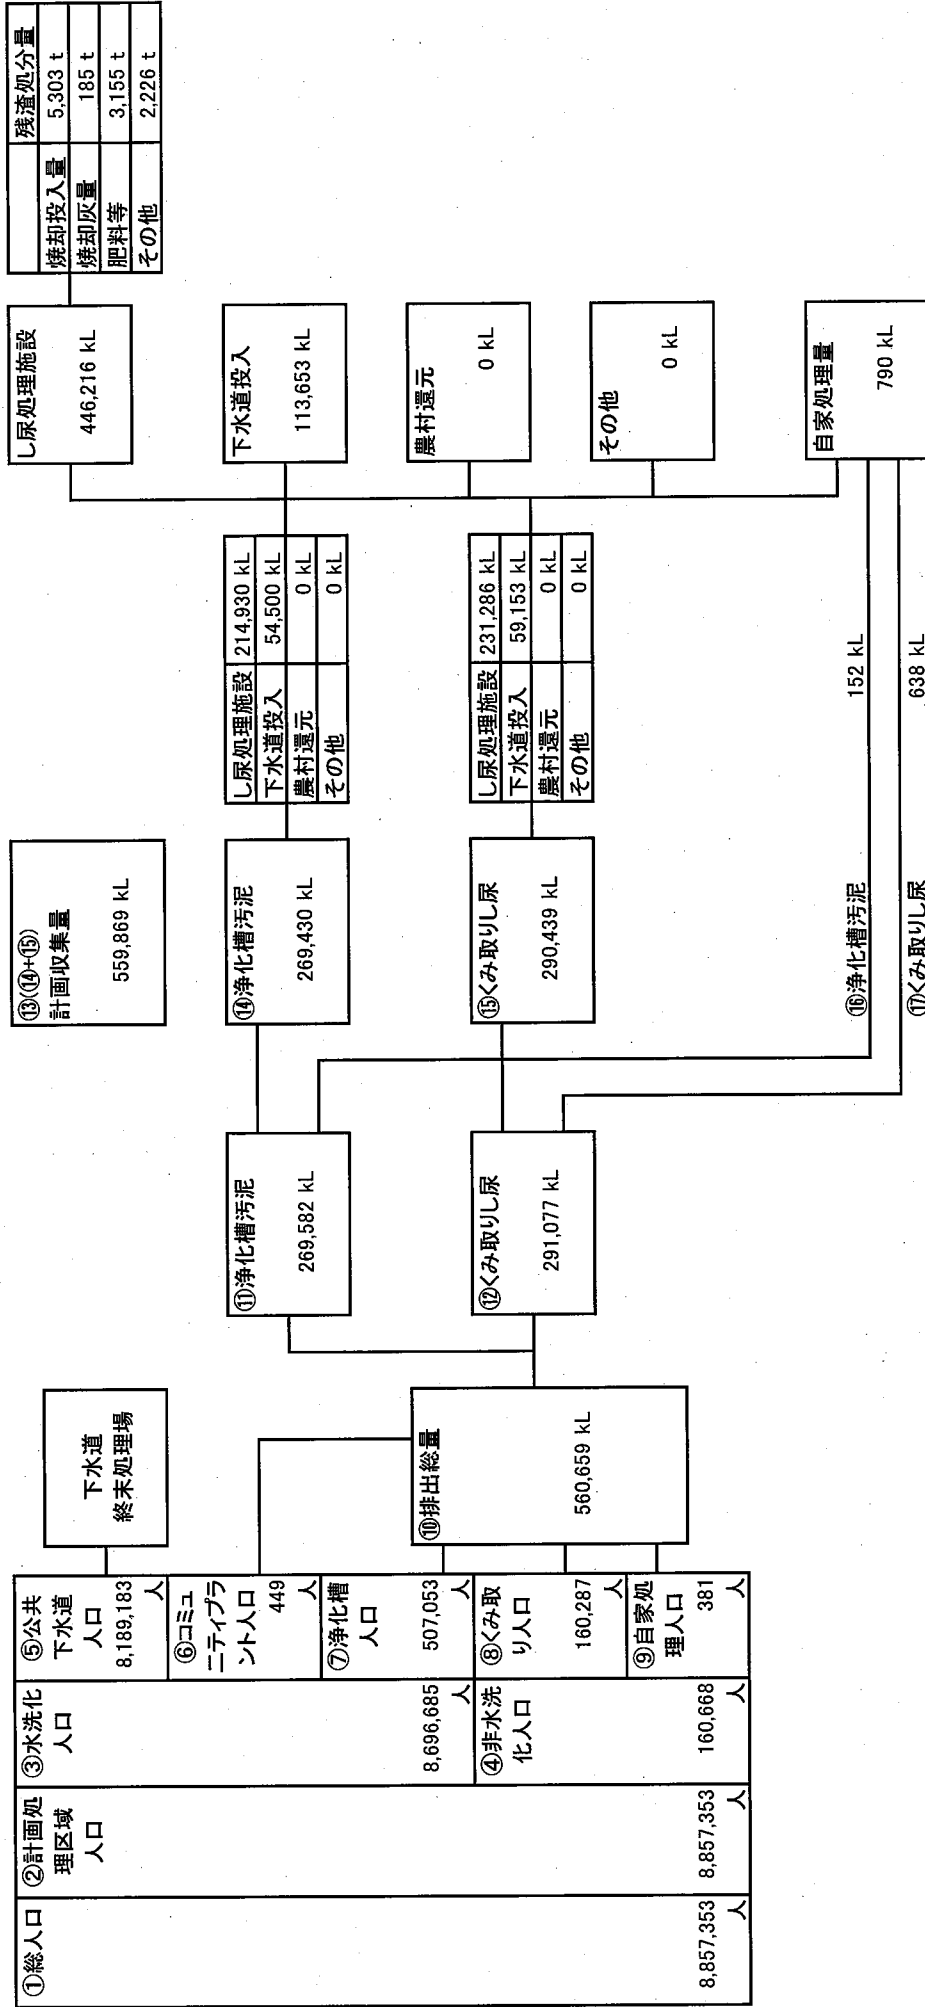 ①総人口
8,857,353
人
②計画処
理区域
人口
8,857,353
人
③水洗化
人口
8,696,685
人
④非水洗
化人口
160,668
人
⑤公共
下水道
人口
8,189,183
人
⑥コミュ
ニティプラ
ント人口
449
人
⑦浄化槽
人口
507,053
人
⑧くみ取
り人口
160,287
人
⑨自家処
理人口
381
人
下水道
終末処理場
⑩排出総量
560,659 kL
⑪浄化槽汚泥
269,582 kL
⑫くみ取りし尿
291,077 kL
⑬(⑭+⑮)
計画収集量
559,869 kL
⑭浄化槽汚泥
269,430 kL
⑮くみ取りし尿
290,439 kL
⑯浄化槽汚泥 152 kL
⑰くみ取りし尿 638 kL
し尿処理施設 214,930 kL
下水道投入 54,500 kL
農村還元 0 kL
その他 0 kL
し尿処理施設 231,286 kL
下水道投入 59,153 kL
農村還元 0 kL
その他 0 kL
し尿処理施設
446,216 kL
下水道投入
113,653 kL
農村還元
0 kL
その他
0 kL
自家処理量
790 kL
残渣処分量
焼却投入量 5,303 t
焼却灰量 185 t
肥料等 3,155 t
その他 2,226 t